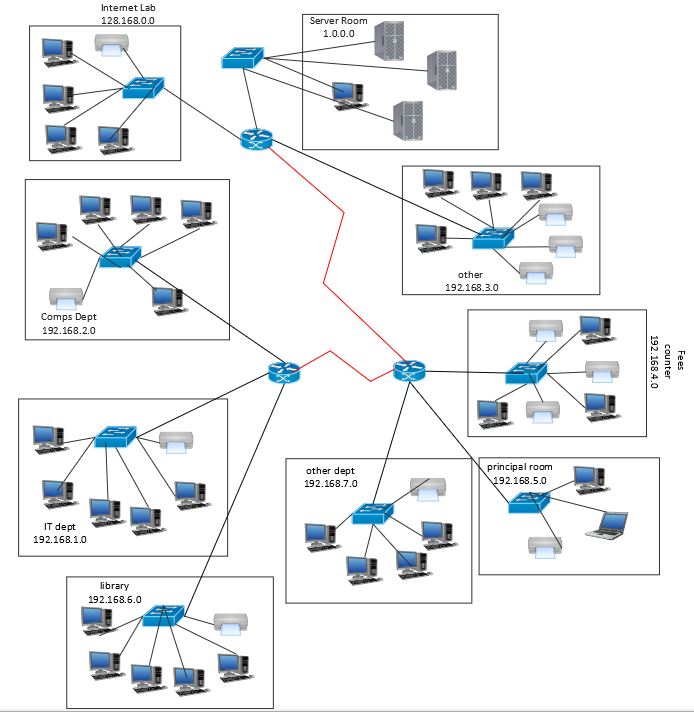 Internet Lab
128.168.0.0
Server Room
1.0.0.0
other
192.168.3.0
Comps Dept
192.168.2.0
Fees
counter
192.168.4.0
IT dept
192.168.1.0
other dept
192.168.7.0
principal room
192.168.5.0
library
192.168.6.0